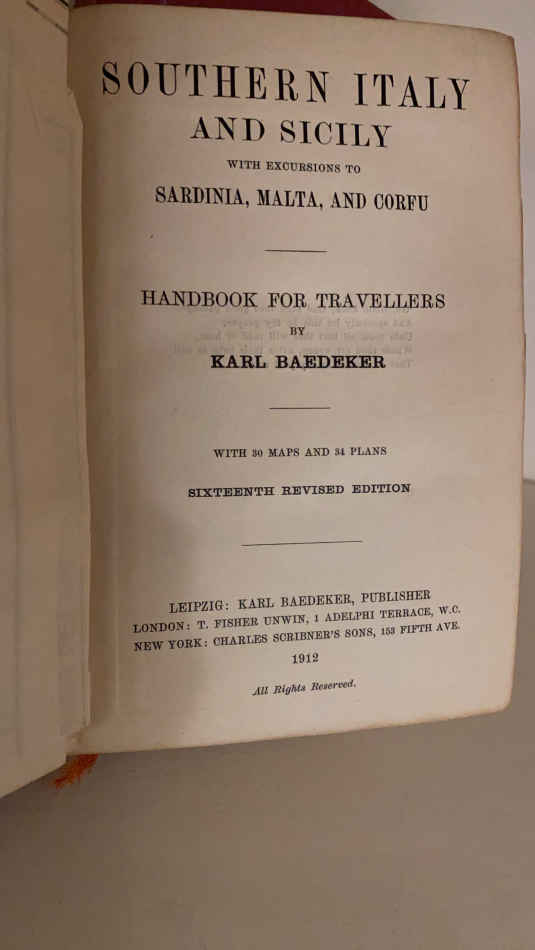 SOUTHERN ITALY
AND SICILY
WITH EXCURSIONS TO
SARDINIA, MALTA, AND CORFU
HANDBOOK FOR TRAVELLERS
BY
KARL BAEDEKER
WITH 30 MAPS AND 34 PLANS
SIXTEENTH REVISED EDITION
LEIPZIG: KARL BAEDEKER, PUBLISHER
LONDON: T. FISHER UNWIN, 1 ADELPHI TERRACE, W.C.
NEW YORK: CHARLES SCRIBNER'S SONS, 153 FIFTH AVE.
1912
All Rights Reserved.